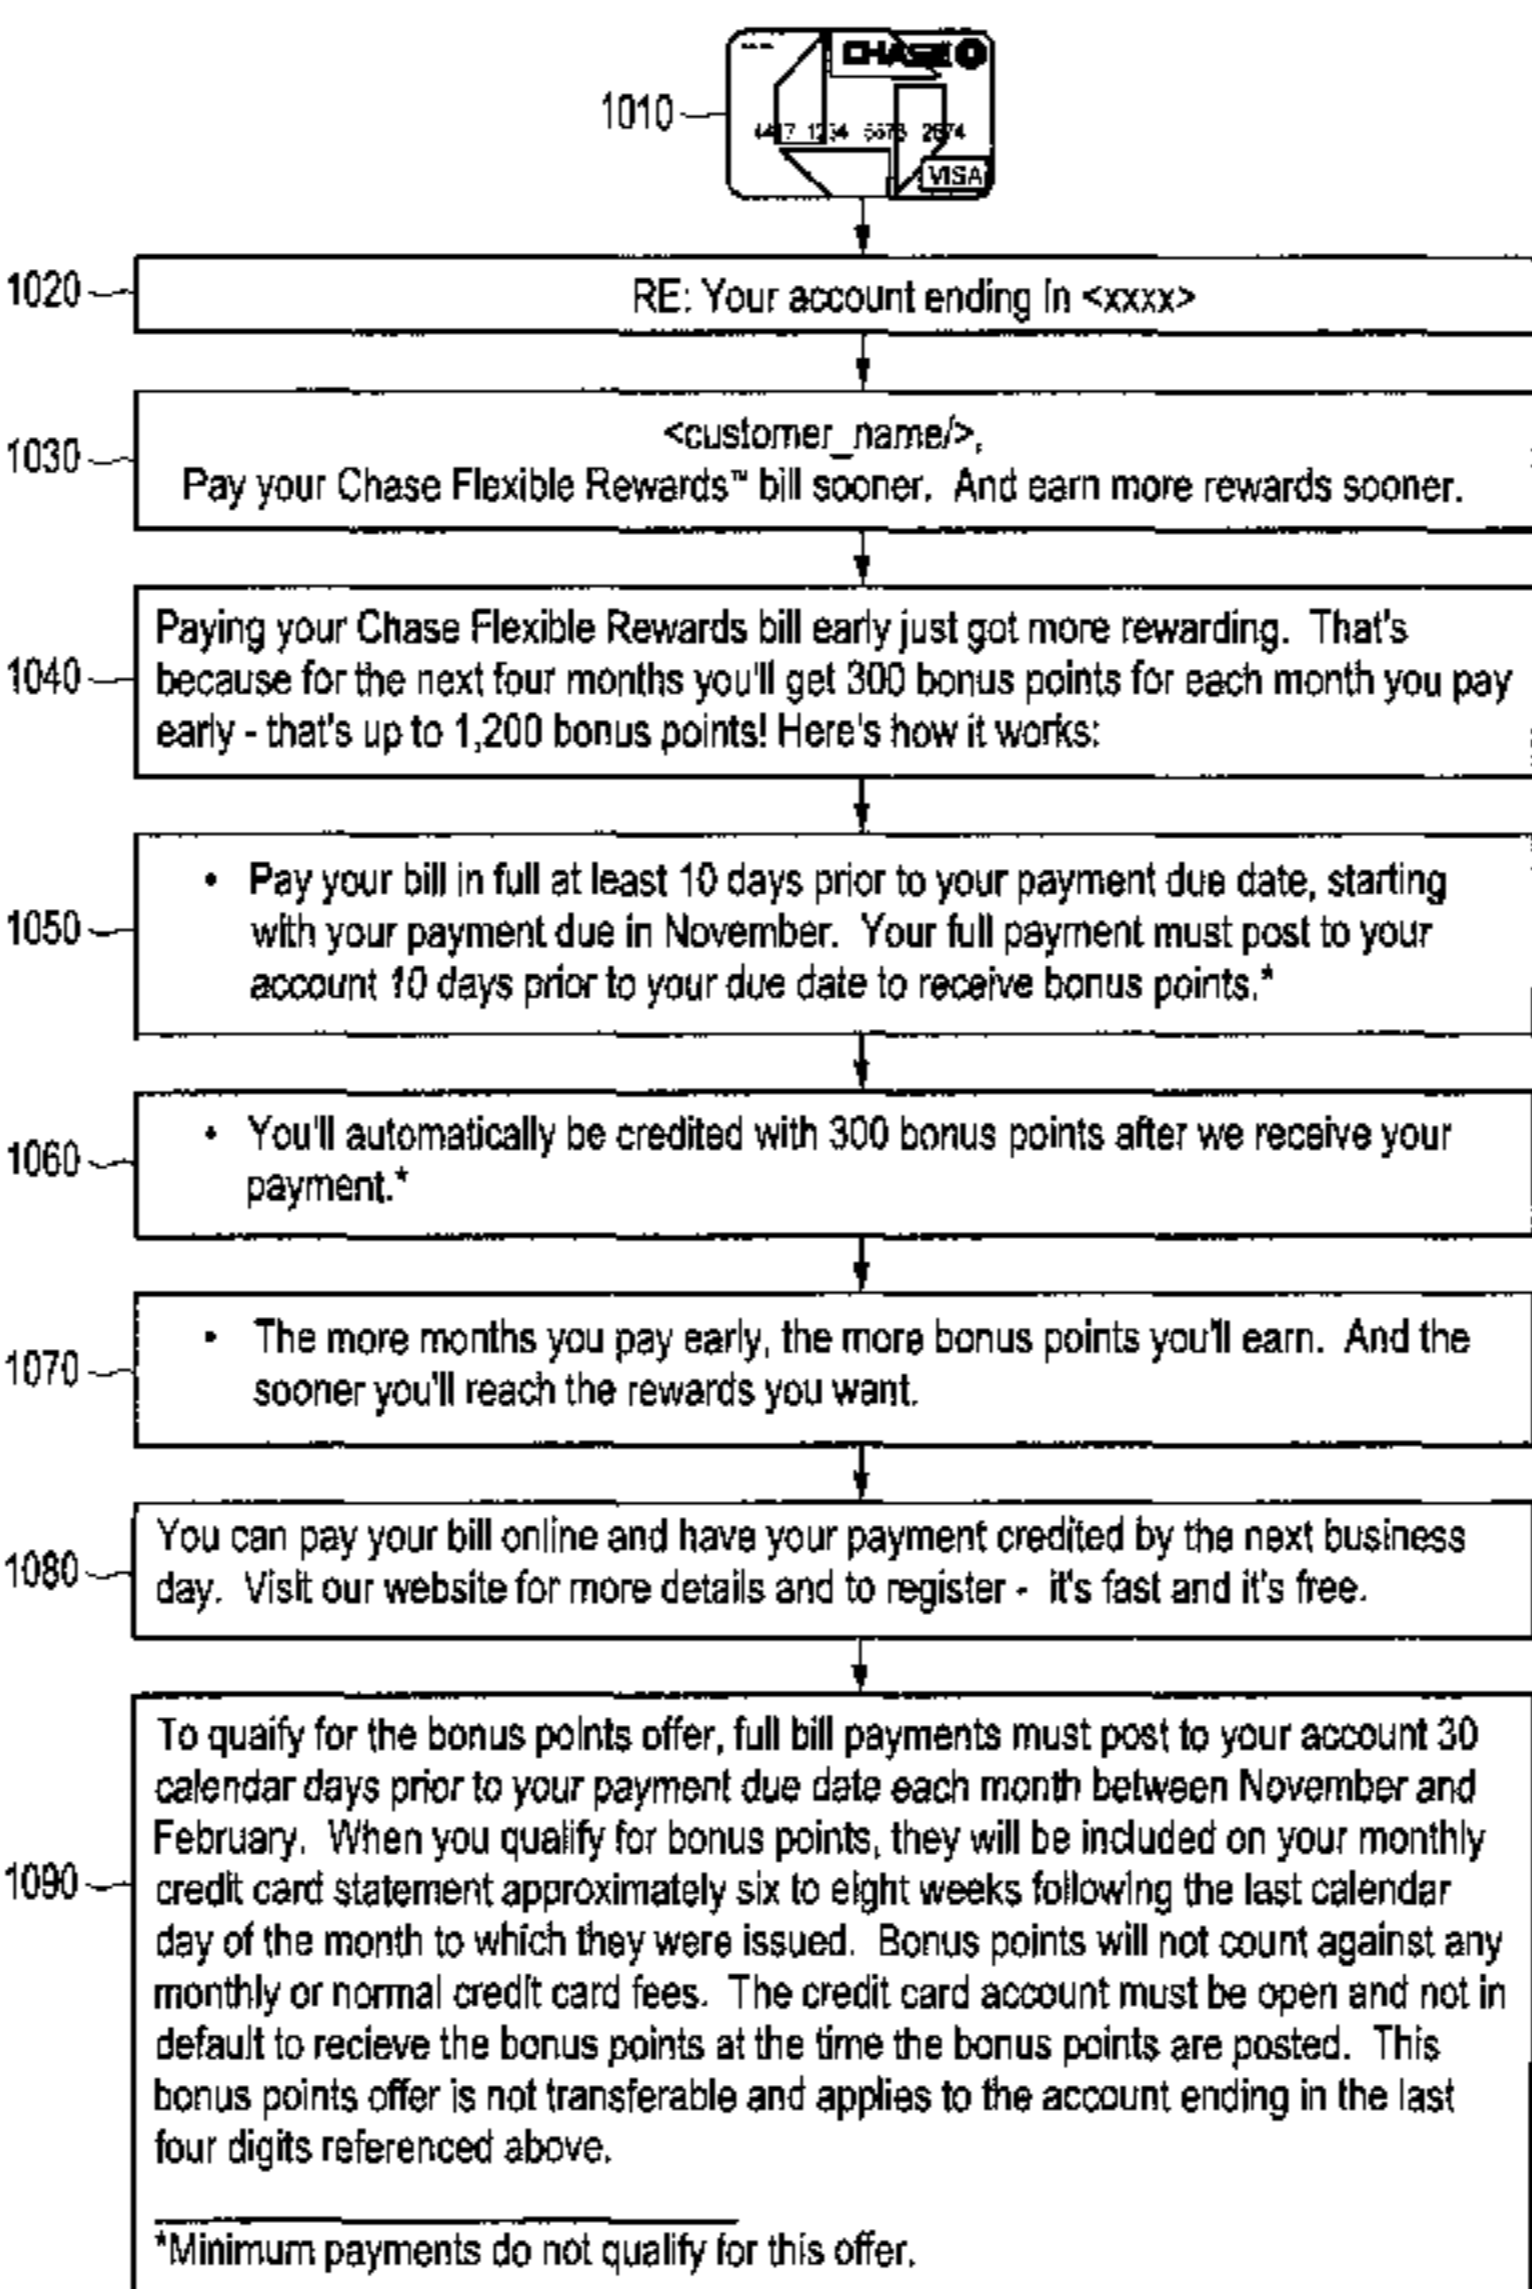 CHASE
1010
4417 1234 5678 2674
VISA
1020
RE: Your account ending in <xxxx>
1030
<customer_name/>,
Pay your Chase Flexible Rewards™ bill sooner. And earn more rewards sooner.
1040
Paying your Chase Flexible Rewards bill early just got more rewarding. That's
because for the next four months you'll get 300 bonus points for each month you pay
early - that's up to 1,200 bonus points! Here's how it works:
1050
• Pay your bill in full at least 10 days prior to your payment due date, starting
with your payment due in November. Your full payment must post to your
account 10 days prior to your due date to receive bonus points.*
1060
• You'll automatically be credited with 300 bonus points after we receive your
payment.*
1070
• The more months you pay early, the more bonus points you'll earn. And the
sooner you'll reach the rewards you want.
1080
You can pay your bill online and have your payment credited by the next business
day. Visit our website for more details and to register - it's fast and it's free.
1090
To quaify for the bonus points offer, full bill payments must post to your account 30
calendar days prior to your payment due date each month between November and
February. When you qualify for bonus points, they will be included on your monthly
credit card statement approximately six to eight weeks following the last calendar
day of the month to which they were issued. Bonus points will not count against any
monthly or normal credit card fees. The credit card account must be open and not in
default to recieve the bonus points at the time the bonus points are posted. This
bonus points offer is not transferable and applies to the account ending in the last
four digits referenced above.
*Minimum payments do not qualify for this offer.